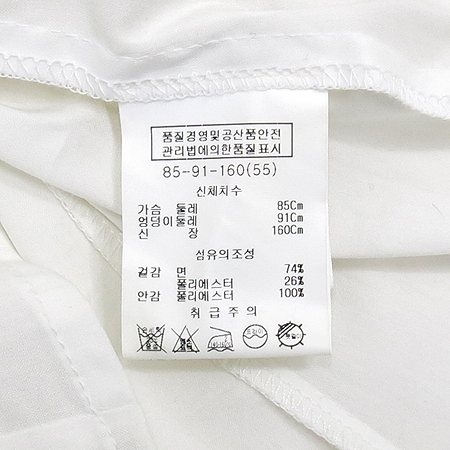 품질경영및공산품안전
관리법에의한품질표시
85-91-160(55)
신체치수
가슴 둘레 85Cm
엉덩이둘레 91Cm
신 장 160Cm
섬유의조성
겉감 면 74%
폴리에스터 26%
안감 폴리에스터 100%
취급주의
드라이